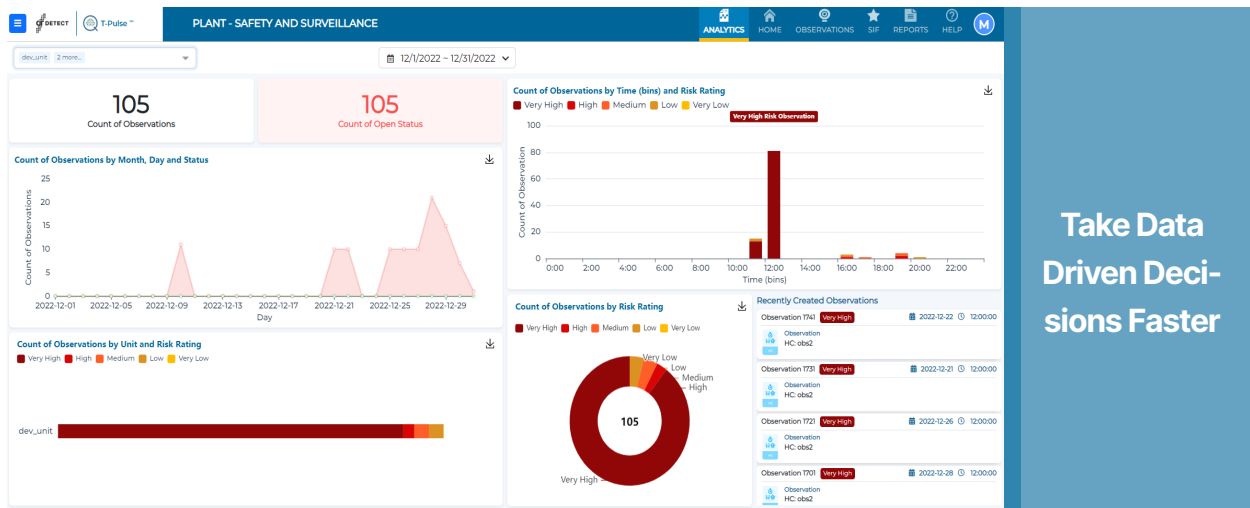 DETECT
T-Pulse ™
PLANT - SAFETY AND SURVEILLANCE
ANALYTICS HOME OBSERVATIONS SIF REPORTS HELP M
dev_unit 2 more...
12/1/2022 ~ 12/31/2022
105
Count of Observations
105
Count of Open Status
Count of Observations by Month, Day and Status
25
20
15
10
5
0
Count of Observations
2022-12-01 2022-12-05 2022-12-09 2022-12-13 2022-12-17 2022-12-21 2022-12-25 2022-12-29
Day
Count of Observations by Unit and Risk Rating
Very High High Medium Low Very Low
dev_unit
Count of Observations by Time (bins) and Risk Rating
Very High High Medium Low Very Low
Very High Risk Observation
100
80
60
40
20
0
Count of Observation
0:00 2:00 4:00 6:00 8:00 10:00 12:00 14:00 16:00 18:00 20:00 22:00
Time (bins)
Count of Observations by Risk Rating
Very High High Medium Low Very Low
Very Low
Low
Medium
High
105
Very High
Recently Created Observations
Observation 1741 Very High 2022-12-22 12:00:00
Observation
HC: obs2
Observation 1731 Very High 2022-12-21 12:00:00
Observation
HC: obs2
Observation 1721 Very High 2022-12-26 12:00:00
Observation
HC: obs2
Observation 1701 Very High 2022-12-28 12:00:00
Observation
HC: obs2
Take Data
Driven Deci-
sions Faster